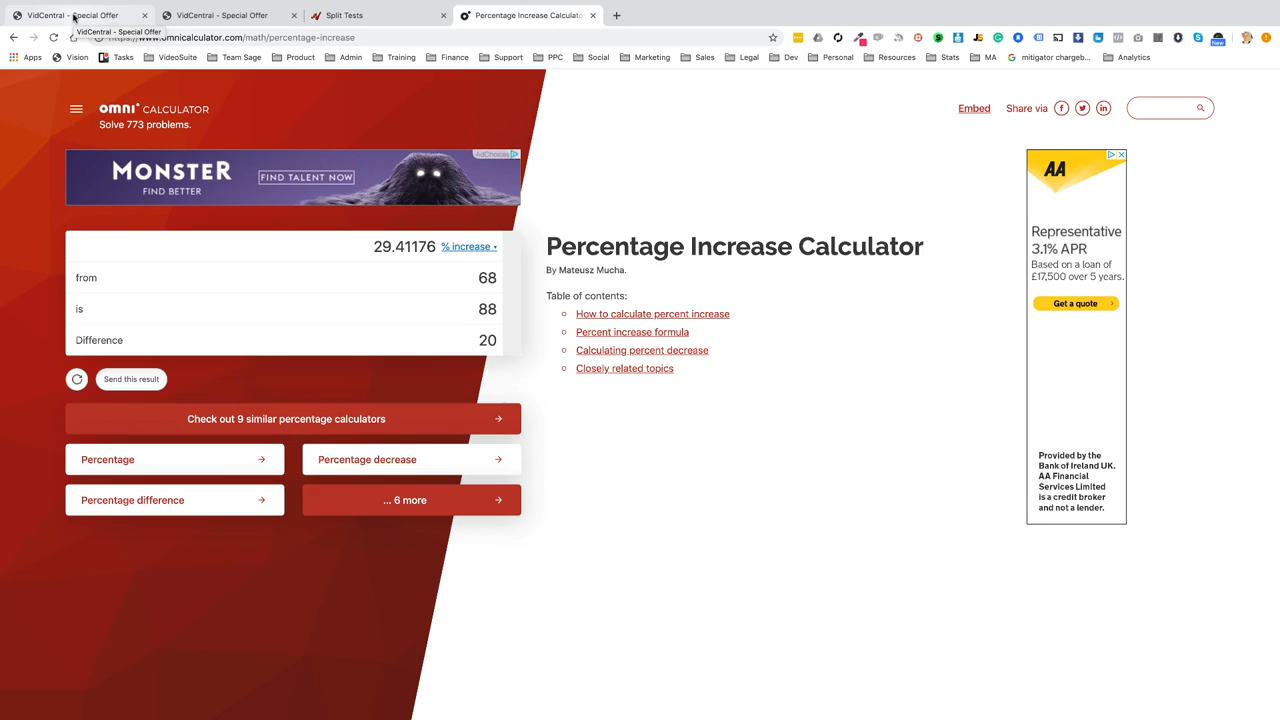 VidCentral - Special Offer
VidCentral - Special Offer
Split Tests
Percentage Increase Calculator
VidCentral - Special Offer
https://www.omnicalculator.com/math/percentage-increase
New
Apps
Vision
Tasks
VideoSuite
Team Sage
Product
Admin
Training
Finance
Support
PPC
Social
Marketing
Sales
Legal
Dev
Personal
Resources
Stats
MA
mitigator chargeb...
Analytics
omni CALCULATOR
Solve 773 problems.
Embed
Share via
MONSTER
FIND BETTER
FIND TALENT NOW
AdChoices
29.41176 % increase
from 68
is 88
Difference 20
Send this result
Check out 9 similar percentage calculators
Percentage
Percentage decrease
Percentage difference
... 6 more
Percentage Increase Calculator
By Mateusz Mucha.
Table of contents:
How to calculate percent increase
Percent increase formula
Calculating percent decrease
Closely related topics
AA
Representative
3.1% APR
Based on a loan of
£17,500 over 5 years.
Get a quote
Provided by the
Bank of Ireland UK.
AA Financial
Services Limited
is a credit broker
and not a lender.